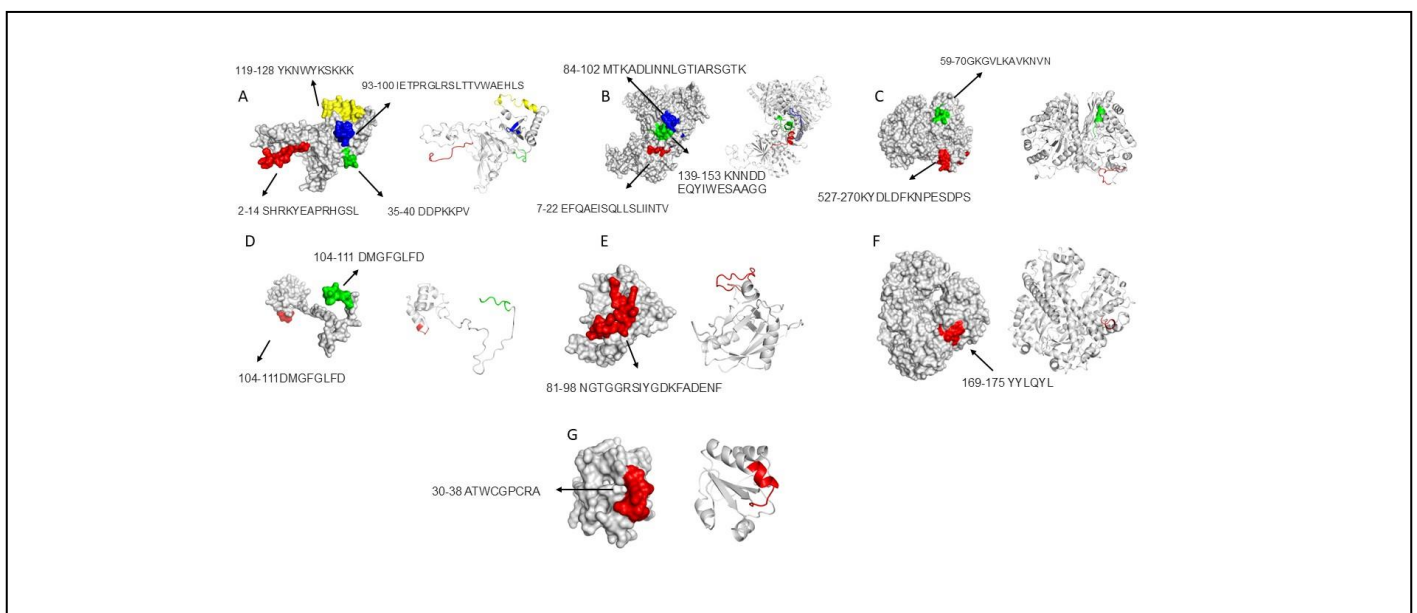 119-128 YKNWYKSKKK
93-100 IETPRGLRSLTTVWAEHLS
A
2-14 SHRKYEAPRHGSL
35-40 DDPKKPV
84-102 MTKADLINNLGTIARSGTK
B
139-153 KNNDD
EQYIWESAAGG
7-22 EFQAEISQLLSLIINTV
59-70GKGVLKAVKNVN
C
527-270KYDLDFKNPESDPS
D
104-111 DMGFGLFD
104-111DMGFGLFD
E
81-98 NGTGGRSIYGDKFADENF
F
169-175 YYLQYL
G
30-38 ATWCGPCRA